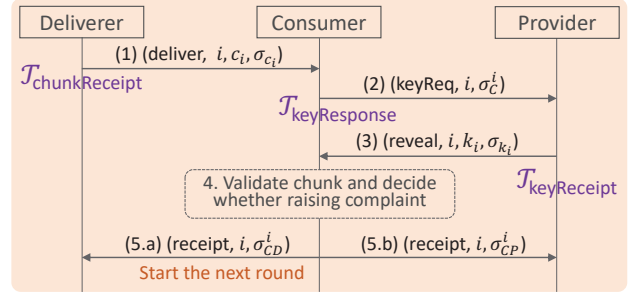 Deliverer Consumer Provider
(1) (deliver, i, c_i, σ_{c_i})
𝒯_chunkReceipt
(2) (keyReq, i, σ_C^i)
𝒯_keyResponse
(3) (reveal, i, k_i, σ_{k_i})
𝒯_keyReceipt
4. Validate chunk and decide
whether raising complaint
(5.a) (receipt, i, σ_{CD}^i) (5.b) (receipt, i, σ_{CP}^i)
Start the next round